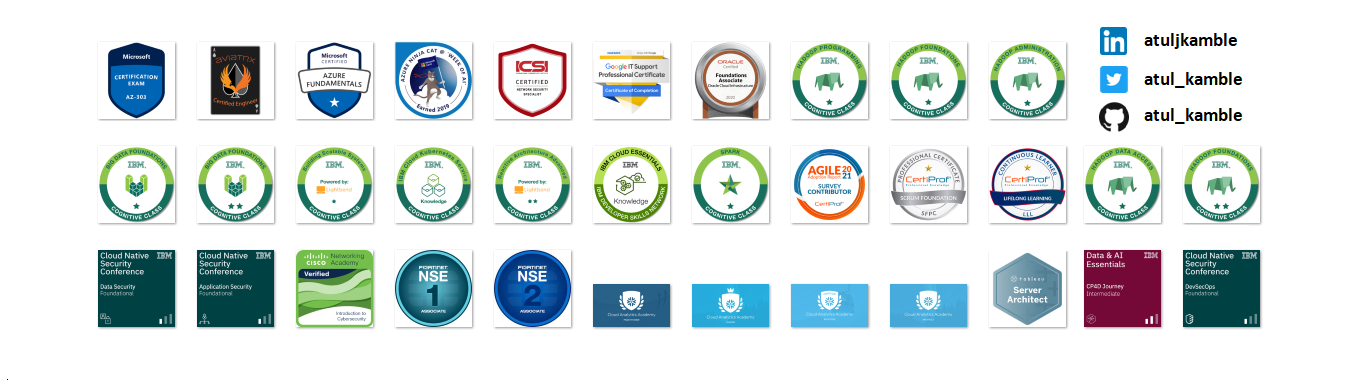 Microsoft
CERTIFICATION
EXAM
AZ-303
A
aviatrix
Certified Engineer
Microsoft
CERTIFIED
AZURE
FUNDAMENTALS
AZURE NINJA CAT @ WEEK OF AI
Earned 2019
ICSI
CERTIFIED
NETWORK SECURITY
SPECIALIST
Google IT Support
Professional Certificate
Certificate of Completion
ORACLE
Certified
Foundations
Associate
Oracle Cloud Infrastructure
2020
HADOOP PROGRAMMING
IBM.
COGNITIVE CLASS
HADOOP FOUNDATIONS
IBM.
COGNITIVE CLASS
HADOOP ADMINISTRATION
IBM.
COGNITIVE CLASS
in atuljkamble
atul_kamble
atul_kamble
BIG DATA FOUNDATIONS
IBM.
COGNITIVE CLASS
BIG DATA FOUNDATIONS
IBM.
COGNITIVE CLASS
Building Scalable Systems
IBM.
Powered by:
Lightbend
COGNITIVE CLASS
IBM Cloud Kubernetes Service
IBM.
Knowledge
COGNITIVE CLASS
Reactive Architecture Advanced
IBM.
Powered by:
Lightbend
COGNITIVE CLASS
IBM CLOUD ESSENTIALS
IBM
Knowledge
IBM DEVELOPER SKILLS NETWORK
SPARK
IBM.
COGNITIVE CLASS
AGILE 2021
Adoption Report
SURVEY
CONTRIBUTOR
CertiProf
PROFESSIONAL CERTIFICATE
CertiProf
Professional Knowledge
SCRUM FOUNDATION
SFPC
CONTINUOUS LEARNER
CertiProf
Professional Knowledge
LIFELONG LEARNING
LLL
HADOOP DATA ACCESS
IBM.
COGNITIVE CLASS
HADOOP FOUNDATIONS
IBM.
COGNITIVE CLASS
Cloud Native IBM
Security
Conference
Data Security
Foundational
Cloud Native IBM
Security
Conference
Application Security
Foundational
CISCO Networking
Academy
Verified
Introduction to
Cybersecurity
FORTINET
NSE
1
ASSOCIATE
FORTINET
NSE
2
ASSOCIATE
Cloud Analytics Academy
Cloud Analytics Academy
Cloud Analytics Academy
Cloud Analytics Academy
tableau
Server
Architect
Data & AI IBM
Essentials
CP4D Journey
Intermediate
Cloud Native IBM
Security
Conference
DevSecOps
Foundational